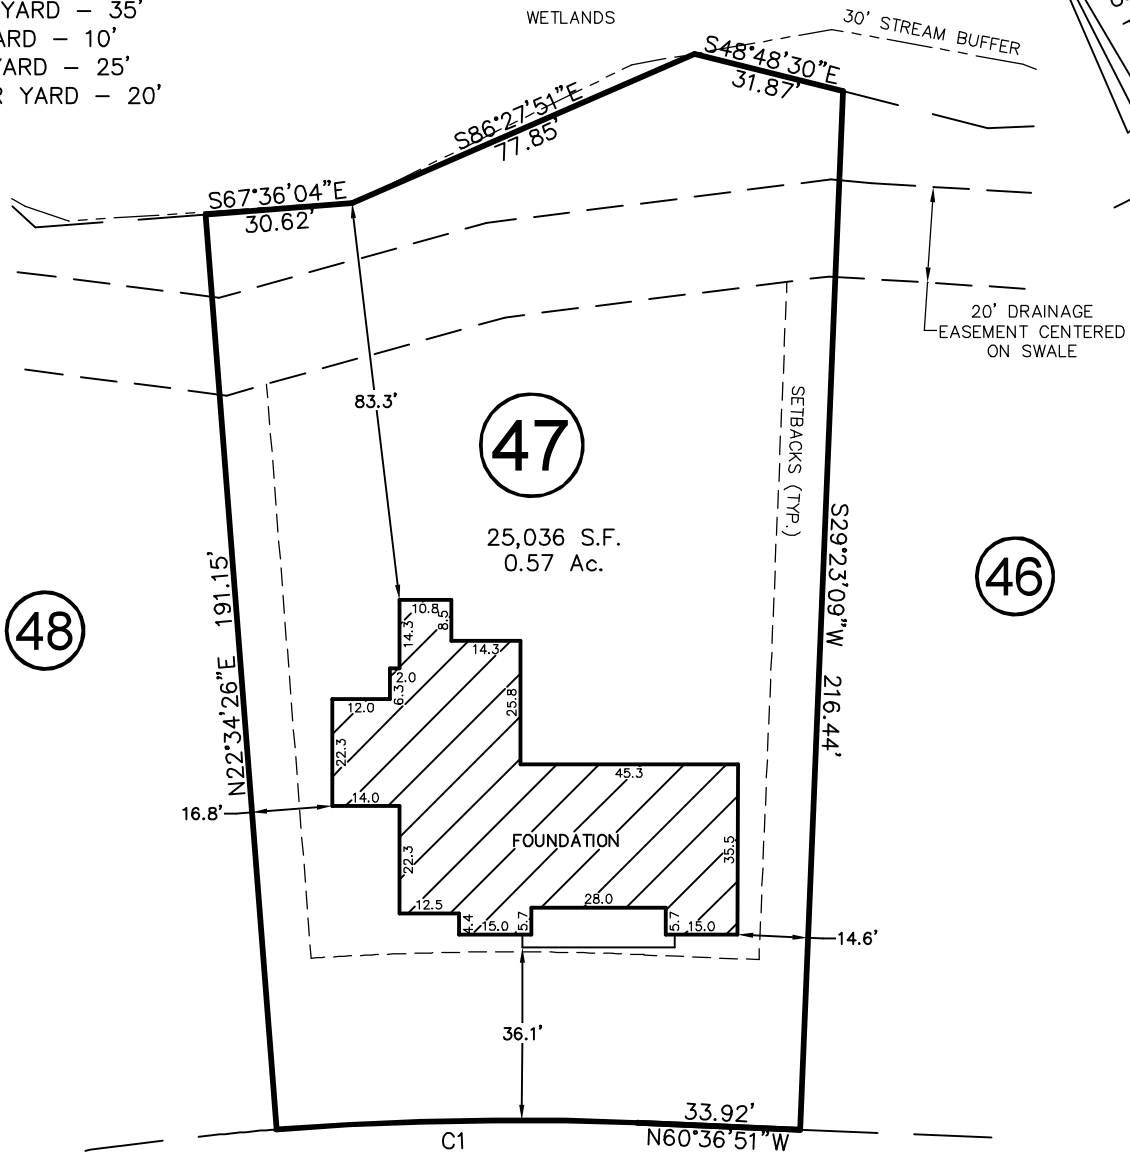 YARD – 35'
ARD – 10'
YARD – 25'
R YARD – 20'
WETLANDS
30' STREAM BUFFER
S48°48'30"E
31.87'
S86°27'51"E
77.85'
S67°36'04"E
30.62'
20' DRAINAGE
EASEMENT CENTERED
ON SWALE
83.3'
47
SETBACKS (TYP.)
25,036 S.F.
0.57 Ac.
48
46
N22°34'26"E 191.15'
S29°23'09"W 216.44'
10.8
8.5
14.3
14.3
2.0
6.3
12.0
25.8
22.3
14.0
45.3
16.8'
FOUNDATION
35.5
22.3
12.5
28.0
4.4
15.0
5.7
5.7
15.0
14.6'
36.1'
33.92'
C1
N60°36'51"W